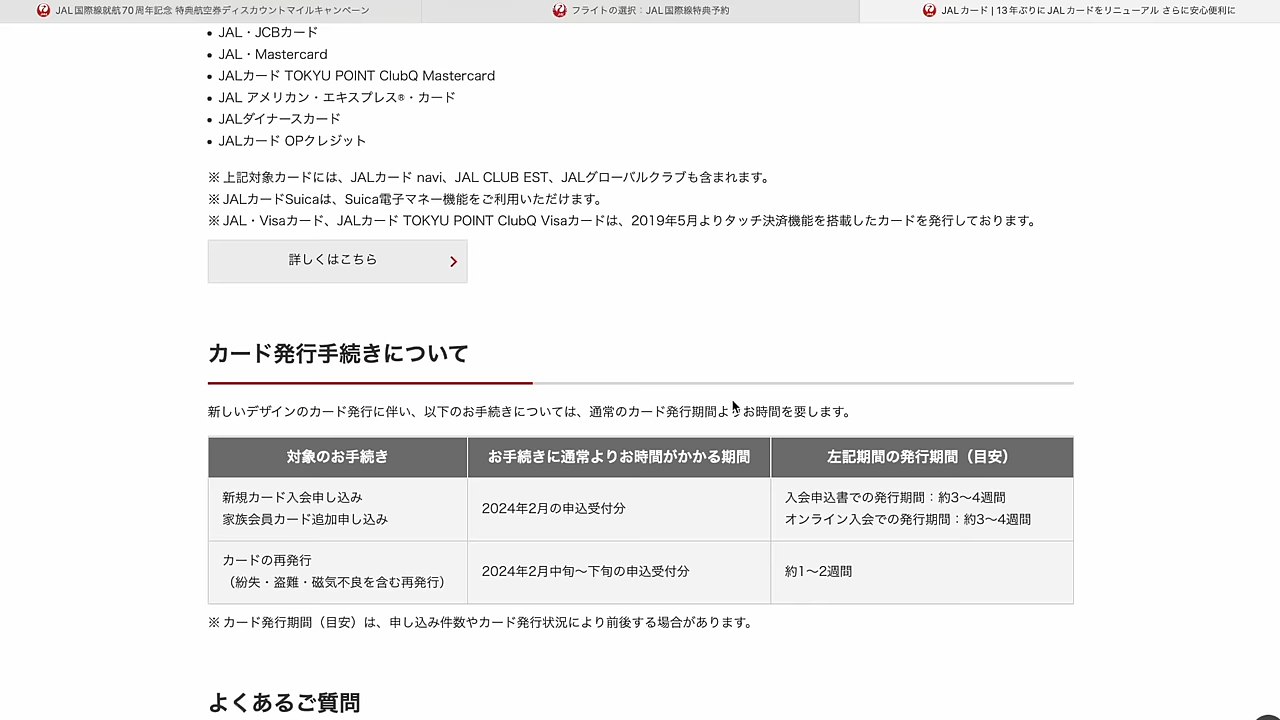 JAL国際線就航70周年記念 特典航空券ディスカウントマイルキャンペーン
フライトの選択：JAL国際線特典予約
JALカード | 13年ぶりにJALカードをリニューアル さらに安心便利に
• JAL・JCBカード
• JAL・Mastercard
• JALカード TOKYU POINT ClubQ Mastercard
• JAL アメリカン・エキスプレス®・カード
• JALダイナースカード
• JALカード OPクレジット
※ 上記対象カードには、JALカード navi、JAL CLUB EST、JALグローバルクラブも含まれます。
※ JALカードSuicaは、Suica電子マネー機能をご利用いただけます。
※ JAL・Visaカード、JALカード TOKYU POINT ClubQ Visaカードは、2019年5月よりタッチ決済機能を搭載したカードを発行しております。
詳しくはこちら
カード発行手続きについて
新しいデザインのカード発行に伴い、以下のお手続きについては、通常のカード発行期間よりお時間を要します。
対象のお手続き
お手続きに通常よりお時間がかかる期間
左記期間の発行期間（目安）
新規カード入会申し込み
家族会員カード追加申し込み
2024年2月の申込受付分
入会申込書での発行期間：約3～4週間
オンライン入会での発行期間：約3～4週間
カードの再発行
（紛失・盗難・磁気不良を含む再発行）
2024年2月中旬～下旬の申込受付分
約1～2週間
※ カード発行期間（目安）は、申し込み件数やカード発行状況により前後する場合があります。
よくあるご質問